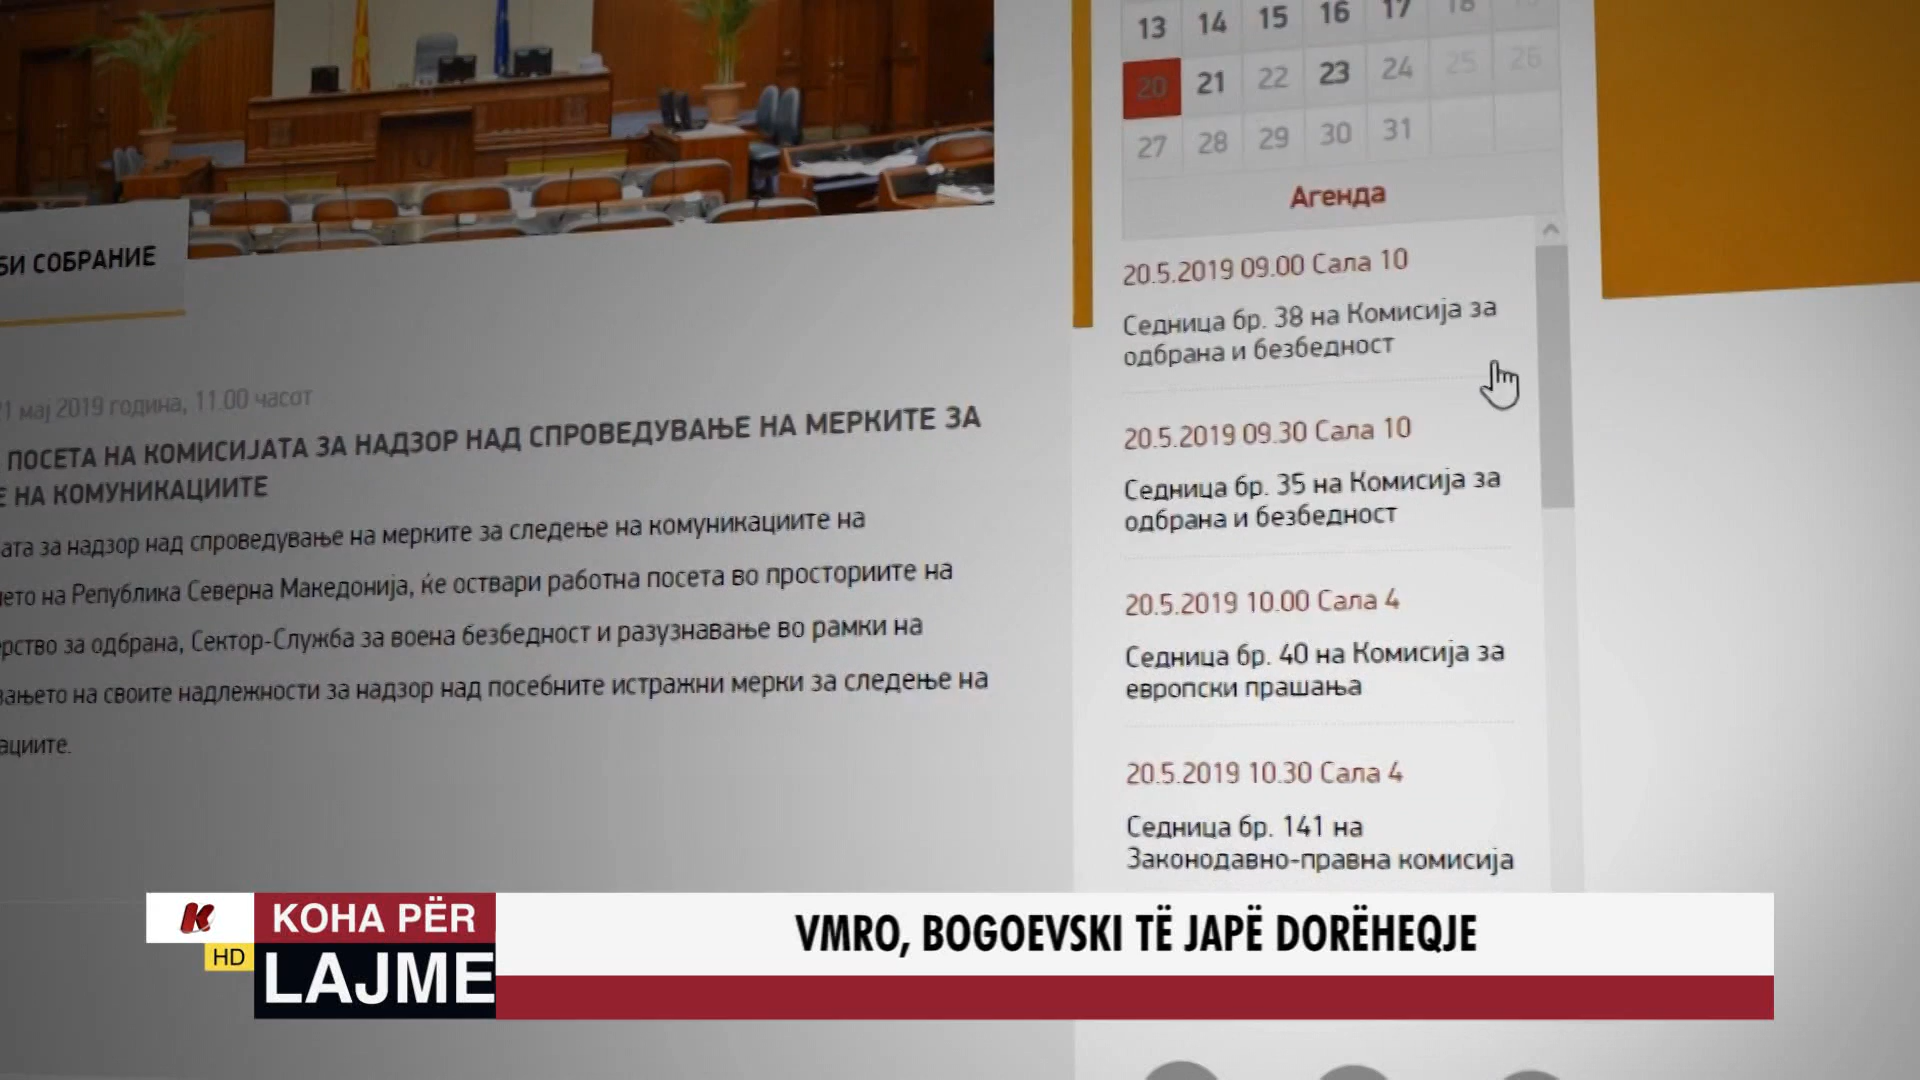 13 14 15 16 17 18
20 21 22 23 24 25 26
27 28 29 30 31
Агенда
20.5.2019 09.00 Сала 10
Седница бр. 38 на Комисија за
одбрана и безбедност
20.5.2019 09.30 Сала 10
Седница бр. 35 на Комисија за
одбрана и безбедност
20.5.2019 10.00 Сала 4
Седница бр. 40 на Комисија за
европски прашања
20.5.2019 10.30 Сала 4
Седница бр. 141 на
Законодавно-правна комисија
БИ СОБРАНИЕ
21 мај 2019 година, 11.00 часот
ПОСЕТА НА КОМИСИЈАТА ЗА НАДЗОР НАД СПРОВЕДУВАЊЕ НА МЕРКИТЕ ЗА
Е НА КОМУНИКАЦИИТЕ
ата за надзор над спроведување на мерките за следење на комуникациите на
ето на Република Северна Македонија, ќе оствари работна посета во просториите на
рство за одбрана, Сектор-Служба за воена безбедност и разузнавање во рамки на
вањето на своите надлежности за надзор над посебните истражни мерки за следење на
ациите.
K
HD
KOHA PËR
LAJME
VMRO, BOGOEVSKI TË JAPË DORËHEQJE